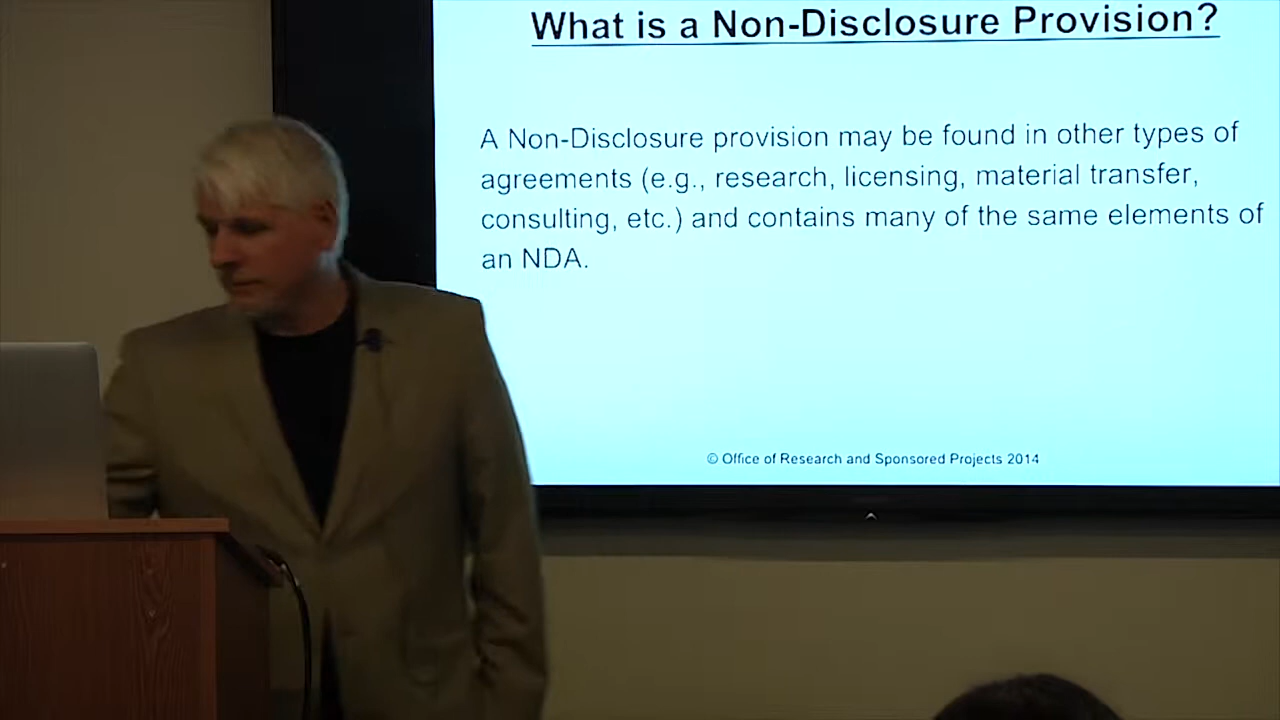 What is a Non-Disclosure Provision?
A Non-Disclosure provision may be found in other types of
agreements (e.g., research, licensing, material transfer,
consulting, etc.) and contains many of the same elements of
an NDA.
© Office of Research and Sponsored Projects 2014